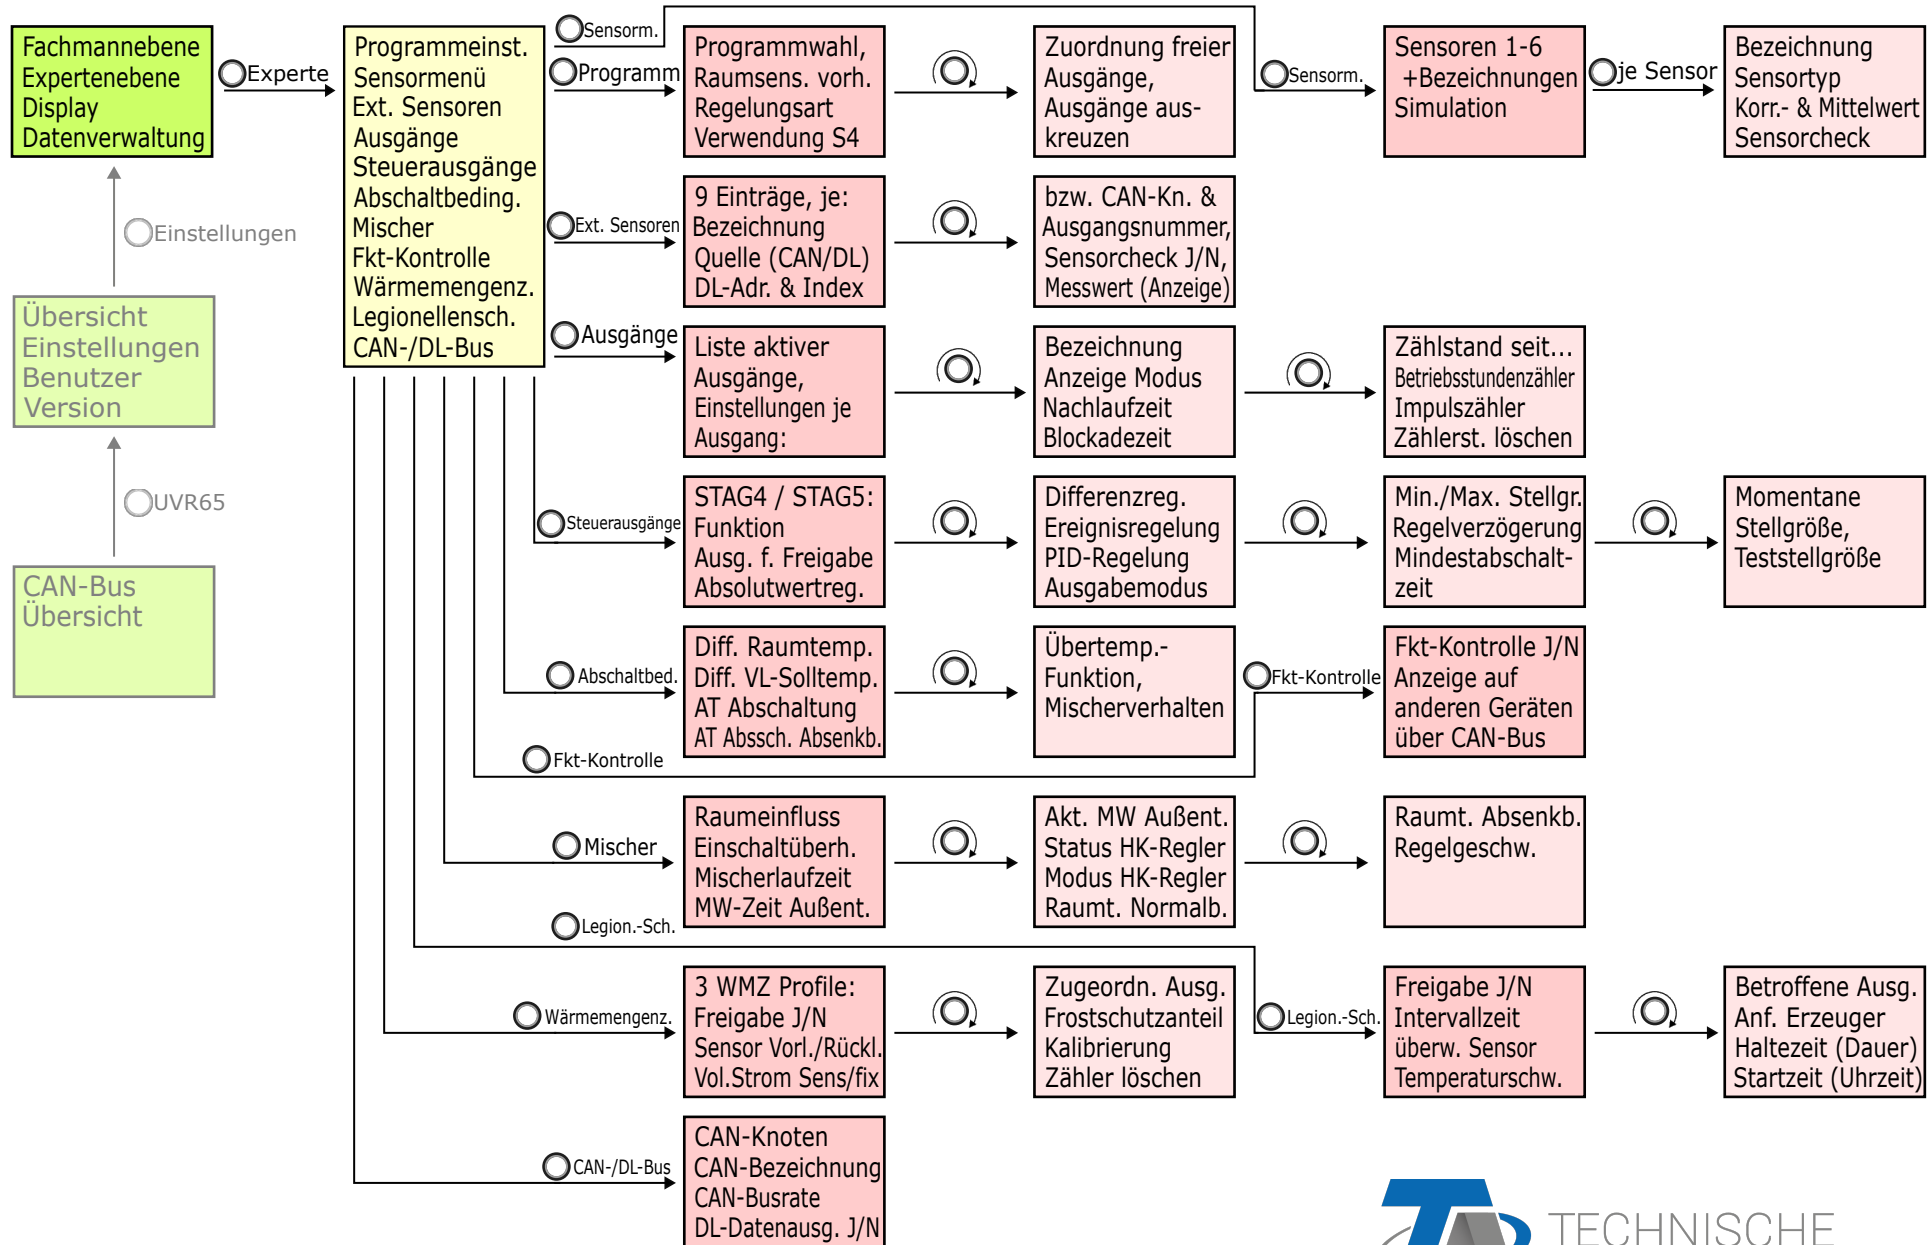 Fachmannebene
Expertenebene
Display
Datenverwaltung
Experte
Einstellungen
Übersicht
Einstellungen
Benutzer
Version
UVR65
CAN-Bus
Übersicht
Programmeinst.
Sensormenü
Ext. Sensoren
Ausgänge
Steuerausgänge
Abschaltbeding.
Mischer
Fkt-Kontrolle
Wärmemengenz.
Legionellensch.
CAN-/DL-Bus
Sensorm.
Programm
Programmwahl,
Raumsens. vorh.
Regelungsart
Verwendung S4
Zuordnung freier
Ausgänge,
Ausgänge aus-
kreuzen
Sensorm.
Sensoren 1-6
+Bezeichnungen
Simulation
je Sensor
Bezeichnung
Sensortyp
Korr.- & Mittelwert
Sensorcheck
Ext. Sensoren
9 Einträge, je:
Bezeichnung
Quelle (CAN/DL)
DL-Adr. & Index
bzw. CAN-Kn. &
Ausgangsnummer,
Sensorcheck J/N,
Messwert (Anzeige)
Ausgänge
Liste aktiver
Ausgänge,
Einstellungen je
Ausgang:
Bezeichnung
Anzeige Modus
Nachlaufzeit
Blockadezeit
Zählstand seit...
Betriebsstundenzähler
Impulszähler
Zählerst. löschen
Steuerausgänge
STAG4 / STAG5:
Funktion
Ausg. f. Freigabe
Absolutwertreg.
Differenzreg.
Ereignisregelung
PID-Regelung
Ausgabemodus
Min./Max. Stellgr.
Regelverzögerung
Mindestabschalt-
zeit
Momentane
Stellgröße,
Teststellgröße
Abschaltbed.
Diff. Raumtemp.
Diff. VL-Solltemp.
AT Abschaltung
AT Abssch. Absenkb.
Übertemp.-
Funktion,
Mischerverhalten
Fkt-Kontrolle
Fkt-Kontrolle J/N
Anzeige auf
anderen Geräten
über CAN-Bus
Fkt-Kontrolle
Mischer
Raumeinfluss
Einschaltüberh.
Mischerlaufzeit
MW-Zeit Außent.
Akt. MW Außent.
Status HK-Regler
Modus HK-Regler
Raumt. Normalb.
Raumt. Absenkb.
Regelgeschw.
Legion.-Sch.
Wärmemengenz.
3 WMZ Profile:
Freigabe J/N
Sensor Vorl./Rückl.
Vol.Strom Sens/fix
Zugeordn. Ausg.
Frostschutzanteil
Kalibrierung
Zähler löschen
Legion.-Sch.
Freigabe J/N
Intervallzeit
überw. Sensor
Temperaturschw.
Betroffene Ausg.
Anf. Erzeuger
Haltezeit (Dauer)
Startzeit (Uhrzeit)
CAN-/DL-Bus
CAN-Knoten
CAN-Bezeichnung
CAN-Busrate
DL-Datenausg. J/N
TECHNISCHE